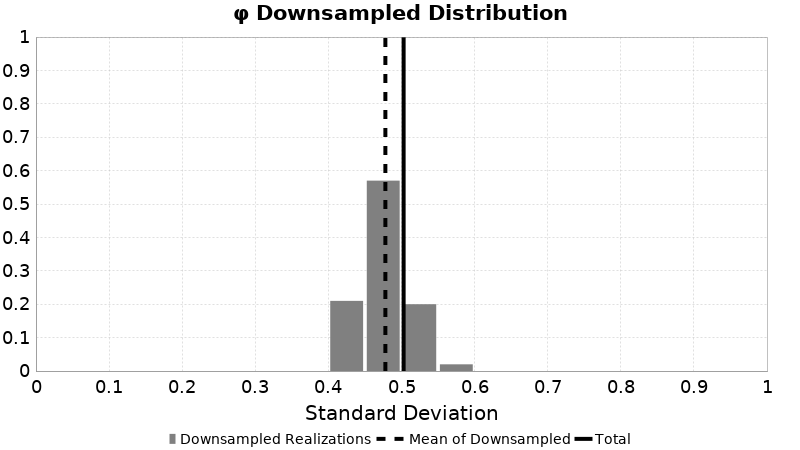 φ Downsampled Distribution
1
0.9
0.8
0.7
0.6
0.5
0.4
0.3
0.2
0.1
0
0 0.1 0.2 0.3 0.4 0.5 0.6 0.7 0.8 0.9 1
Standard Deviation
Downsampled Realizations Mean of Downsampled Total